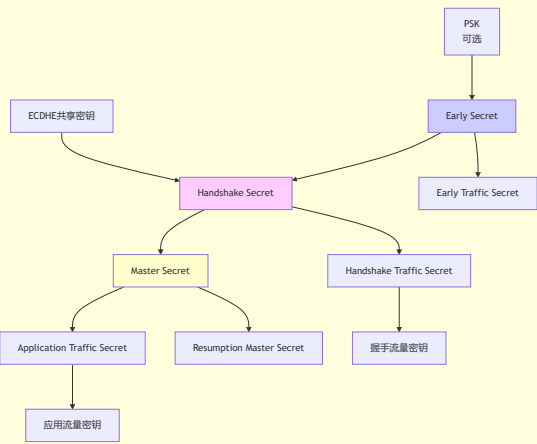 PSK
可选
ECDHE共享密钥
Early Secret
Handshake Secret
Early Traffic Secret
Master Secret
Handshake Traffic Secret
Application Traffic Secret
Resumption Master Secret
握手流量密钥
应用流量密钥